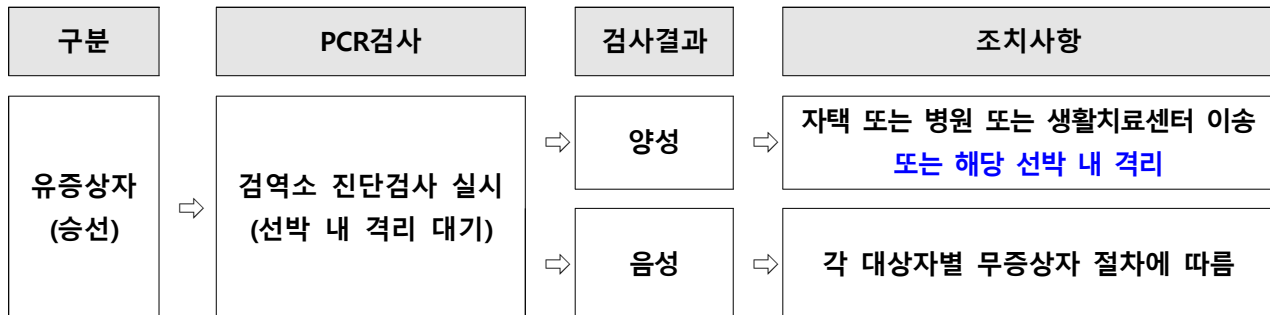 구분
PCR검사
검사결과
조치사항
유증상자
(승선)
⇨
검역소 진단검사 실시
(선박 내 격리 대기)
⇨
양성
⇨
자택 또는 병원 또는 생활치료센터 이송
또는 해당 선박 내 격리
⇨
음성
⇨
각 대상자별 무증상자 절차에 따름